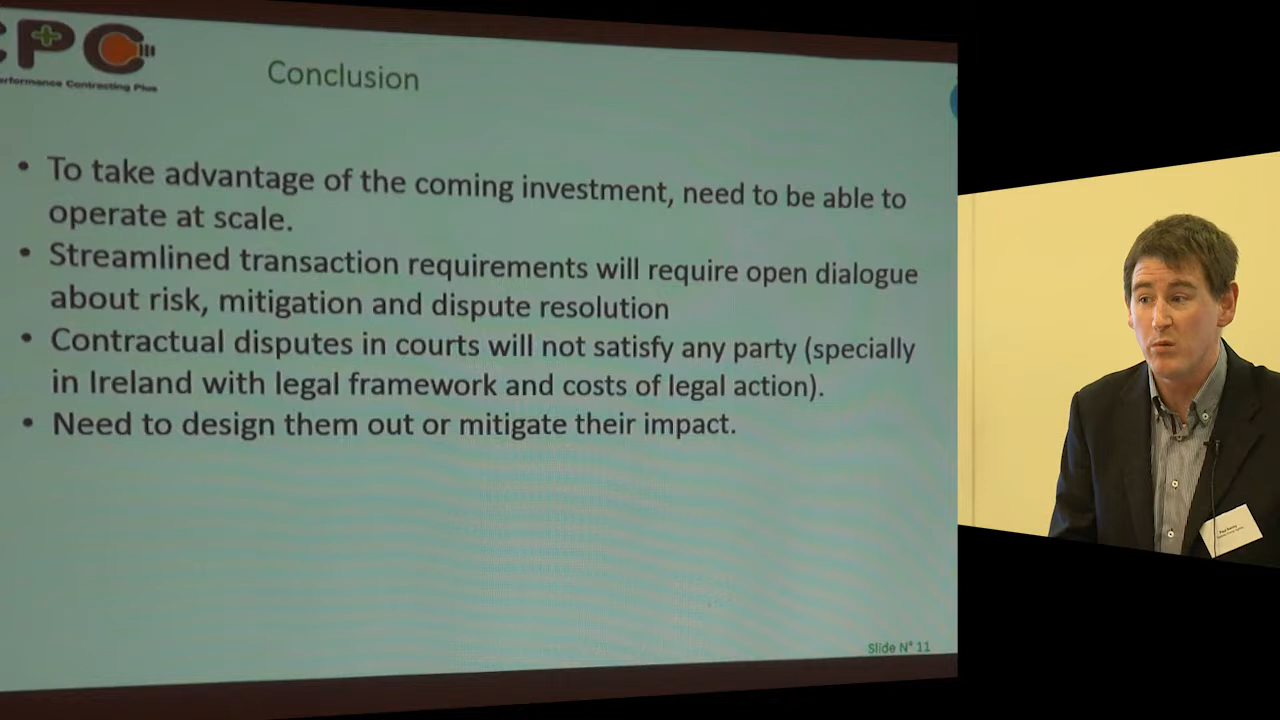 PC
erformance Contracting Plus
Conclusion
• To take advantage of the coming investment, need to be able to
operate at scale.
• Streamlined transaction requirements will require open dialogue
about risk, mitigation and dispute resolution
• Contractual disputes in courts will not satisfy any party (specially
in Ireland with legal framework and costs of legal action).
• Need to design them out or mitigate their impact.
Slide N° 11